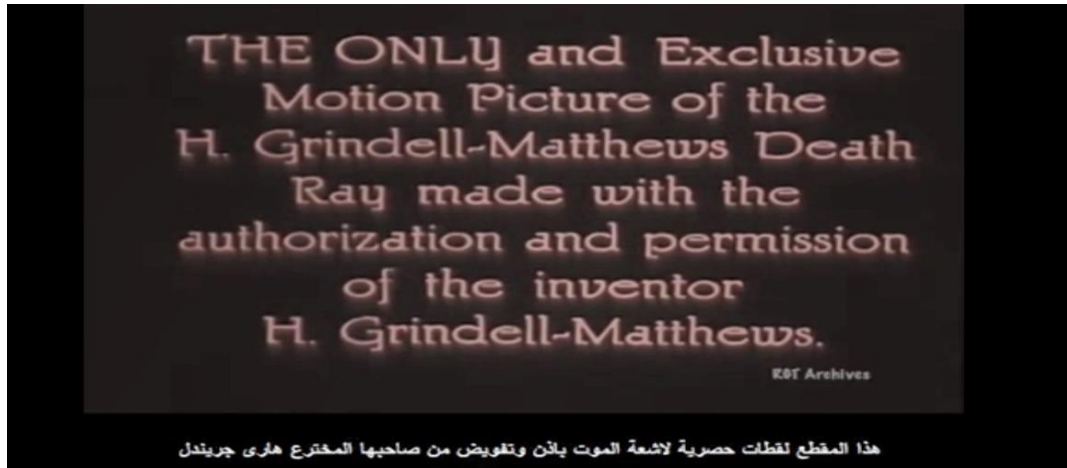 THE ONLY and Exclusive
Motion Picture of the
H. Grindell-Matthews Death
Ray made with the
authorization and permission
of the inventor
H. Grindell-Matthews.
KOT Archives
هذا المقطع لقطات حصرية لاشعة الموت باذن وتفويض من صاحبها المخترع هارى جريندل